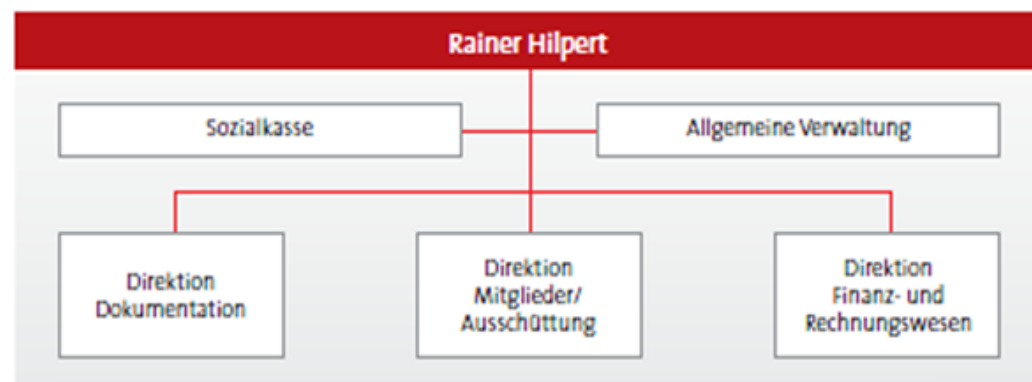 Rainer Hilpert
Sozialkasse
Allgemeine Verwaltung
Direktion
Dokumentation
Direktion
Mitglieder/
Ausschüttung
Direktion
Finanz- und
Rechnungswesen